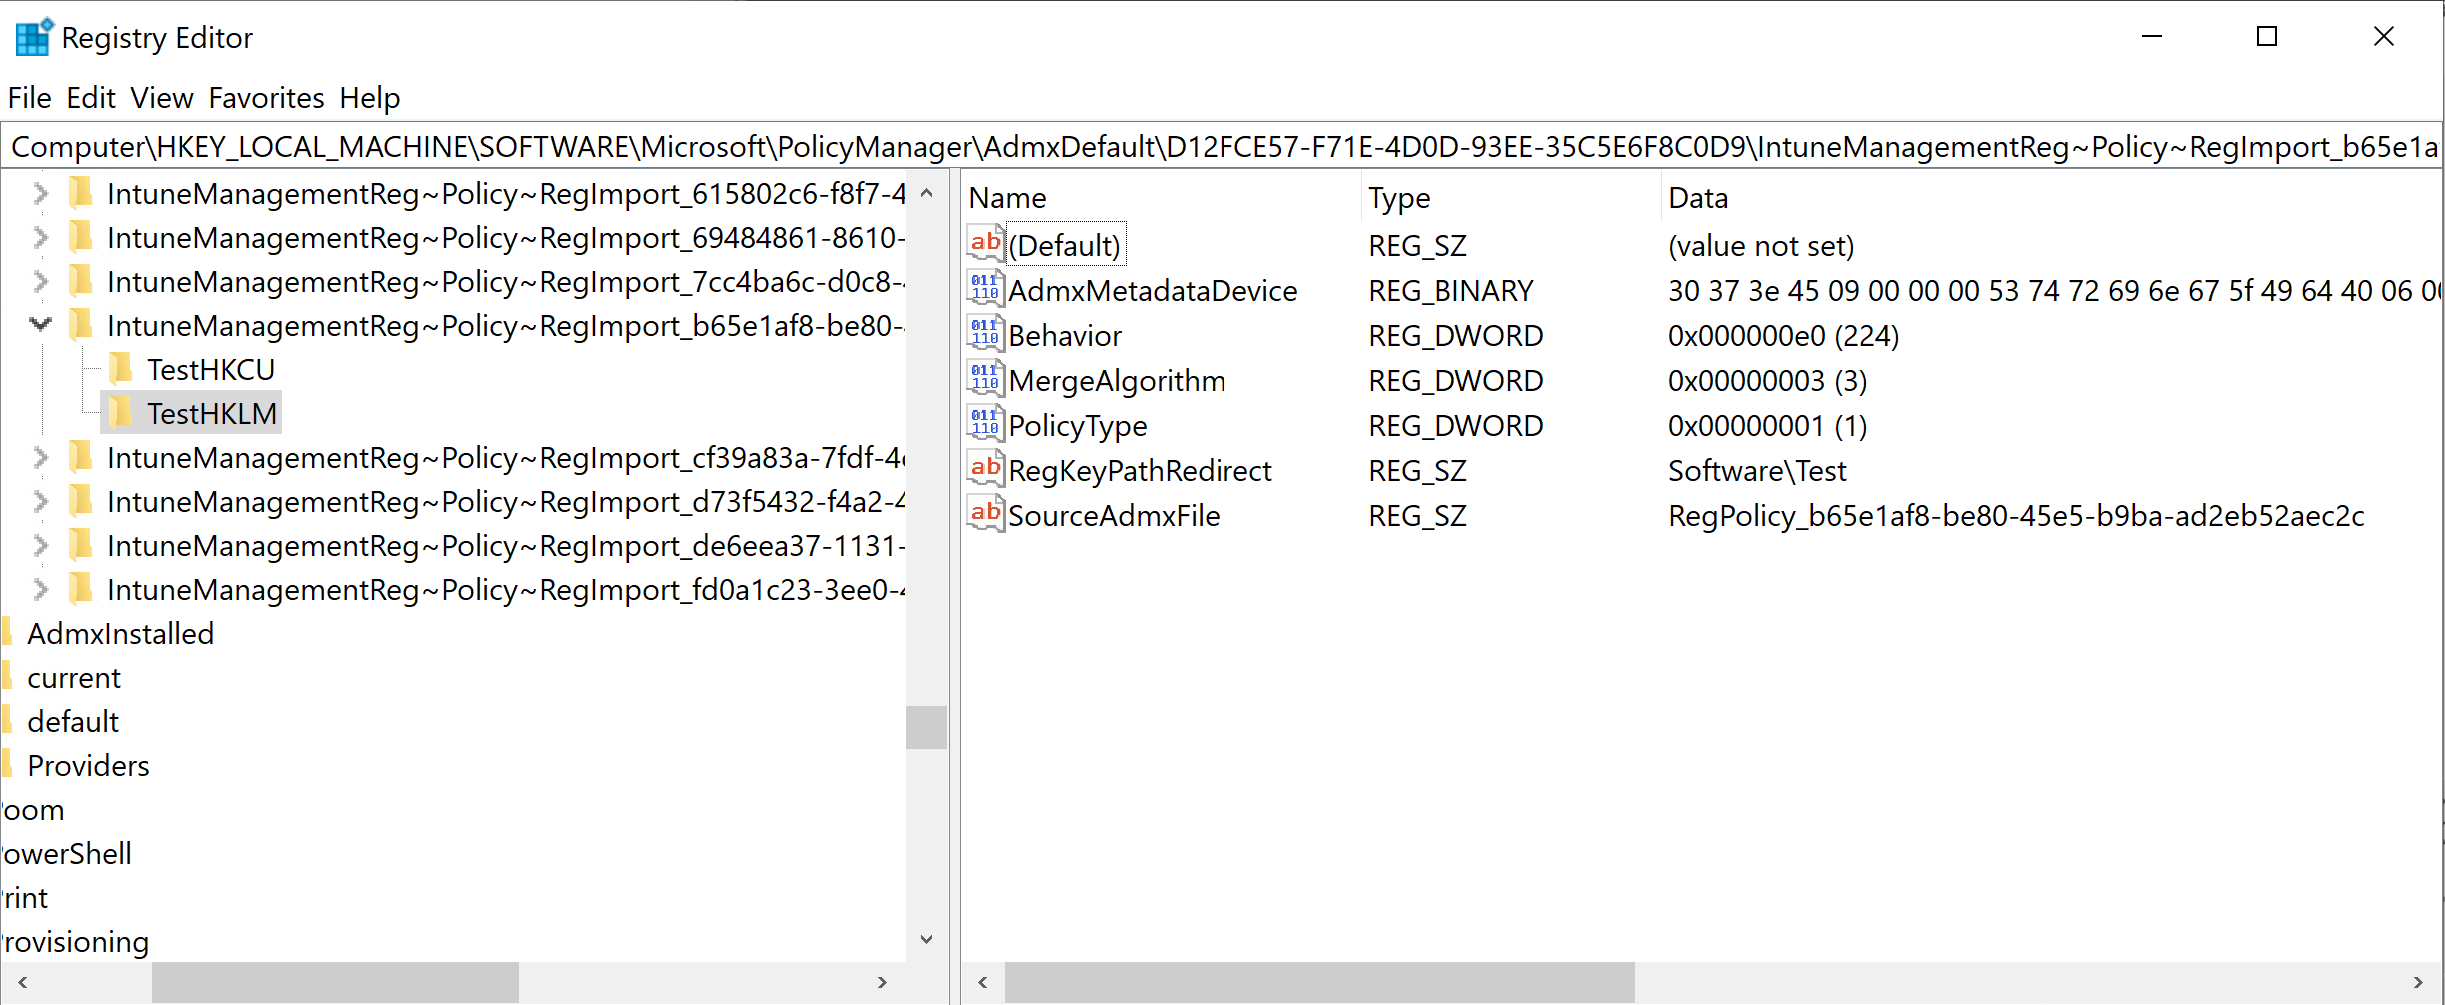 Registry Editor
File Edit View Favorites Help
Computer\HKEY_LOCAL_MACHINE\SOFTWARE\Microsoft\PolicyManager\AdmxDefault\D12FCE57-F71E-4D0D-93EE-35C5E6F8C0D9\IntuneManagementReg~Policy~RegImport_b65e1a
IntuneManagementReg~Policy~RegImport_615802c6-f8f7-4
IntuneManagementReg~Policy~RegImport_69484861-8610-
IntuneManagementReg~Policy~RegImport_7cc4ba6c-d0c8-
IntuneManagementReg~Policy~RegImport_b65e1af8-be80-
TestHKCU
TestHKLM
IntuneManagementReg~Policy~RegImport_cf39a83a-7fdf-4
IntuneManagementReg~Policy~RegImport_d73f5432-f4a2-4
IntuneManagementReg~Policy~RegImport_de6eea37-1131-
IntuneManagementReg~Policy~RegImport_fd0a1c23-3ee0-
AdmxInstalled
current
default
Providers
oom
owerShell
rint
rovisioning
Name Type Data
(Default) REG_SZ (value not set)
AdmxMetadataDevice REG_BINARY 30 37 3e 45 09 00 00 00 53 74 72 69 6e 67 5f 49 64 40 06 0
Behavior REG_DWORD 0x000000e0 (224)
MergeAlgorithm REG_DWORD 0x00000003 (3)
PolicyType REG_DWORD 0x00000001 (1)
RegKeyPathRedirect REG_SZ Software\Test
SourceAdmxFile REG_SZ RegPolicy_b65e1af8-be80-45e5-b9ba-ad2eb52aec2c